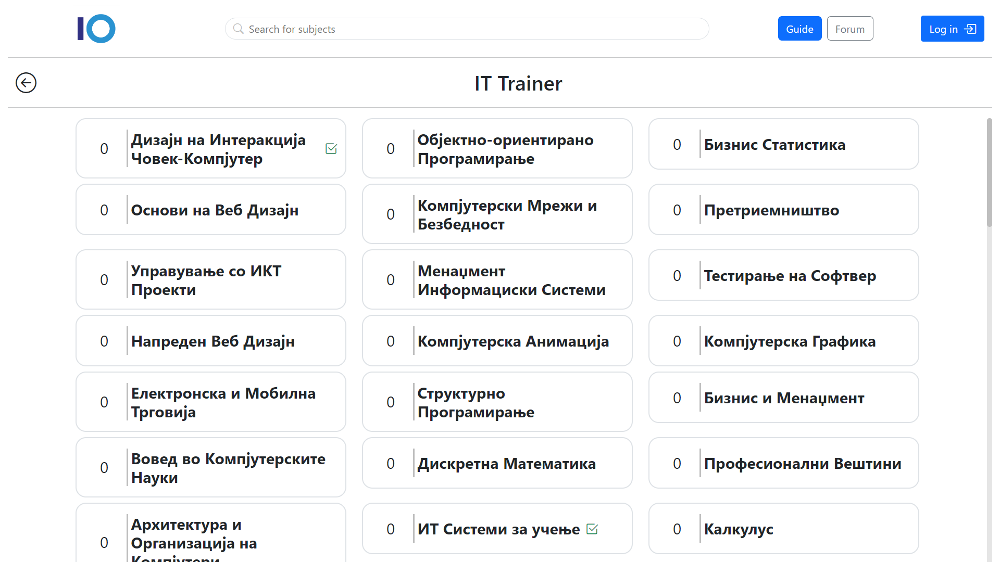 IO
Search for subjects
Guide
Forum
Log in
IT Trainer
0
Дизајн на Интеракција
Човек-Компјутер
0
Објектно-ориентирано
Програмирање
0
Бизнис Статистика
0
Основи на Веб Дизајн
0
Компјутерски Мрежи и
Безбедност
0
Претриемништво
0
Управување со ИКТ
Проекти
0
Менаџмент
Информациски Системи
0
Тестирање на Софтвер
0
Напреден Веб Дизајн
0
Компјутерска Анимација
0
Компјутерска Графика
0
Електронска и Мобилна
Трговија
0
Структурно
Програмирање
0
Бизнис и Менаџмент
0
Вовед во Компјутерските
Науки
0
Дискретна Математика
0
Професионални Вештини
0
Архитектура и
Организација на
Компјутери
0
ИТ Системи за учење
0
Калкулус